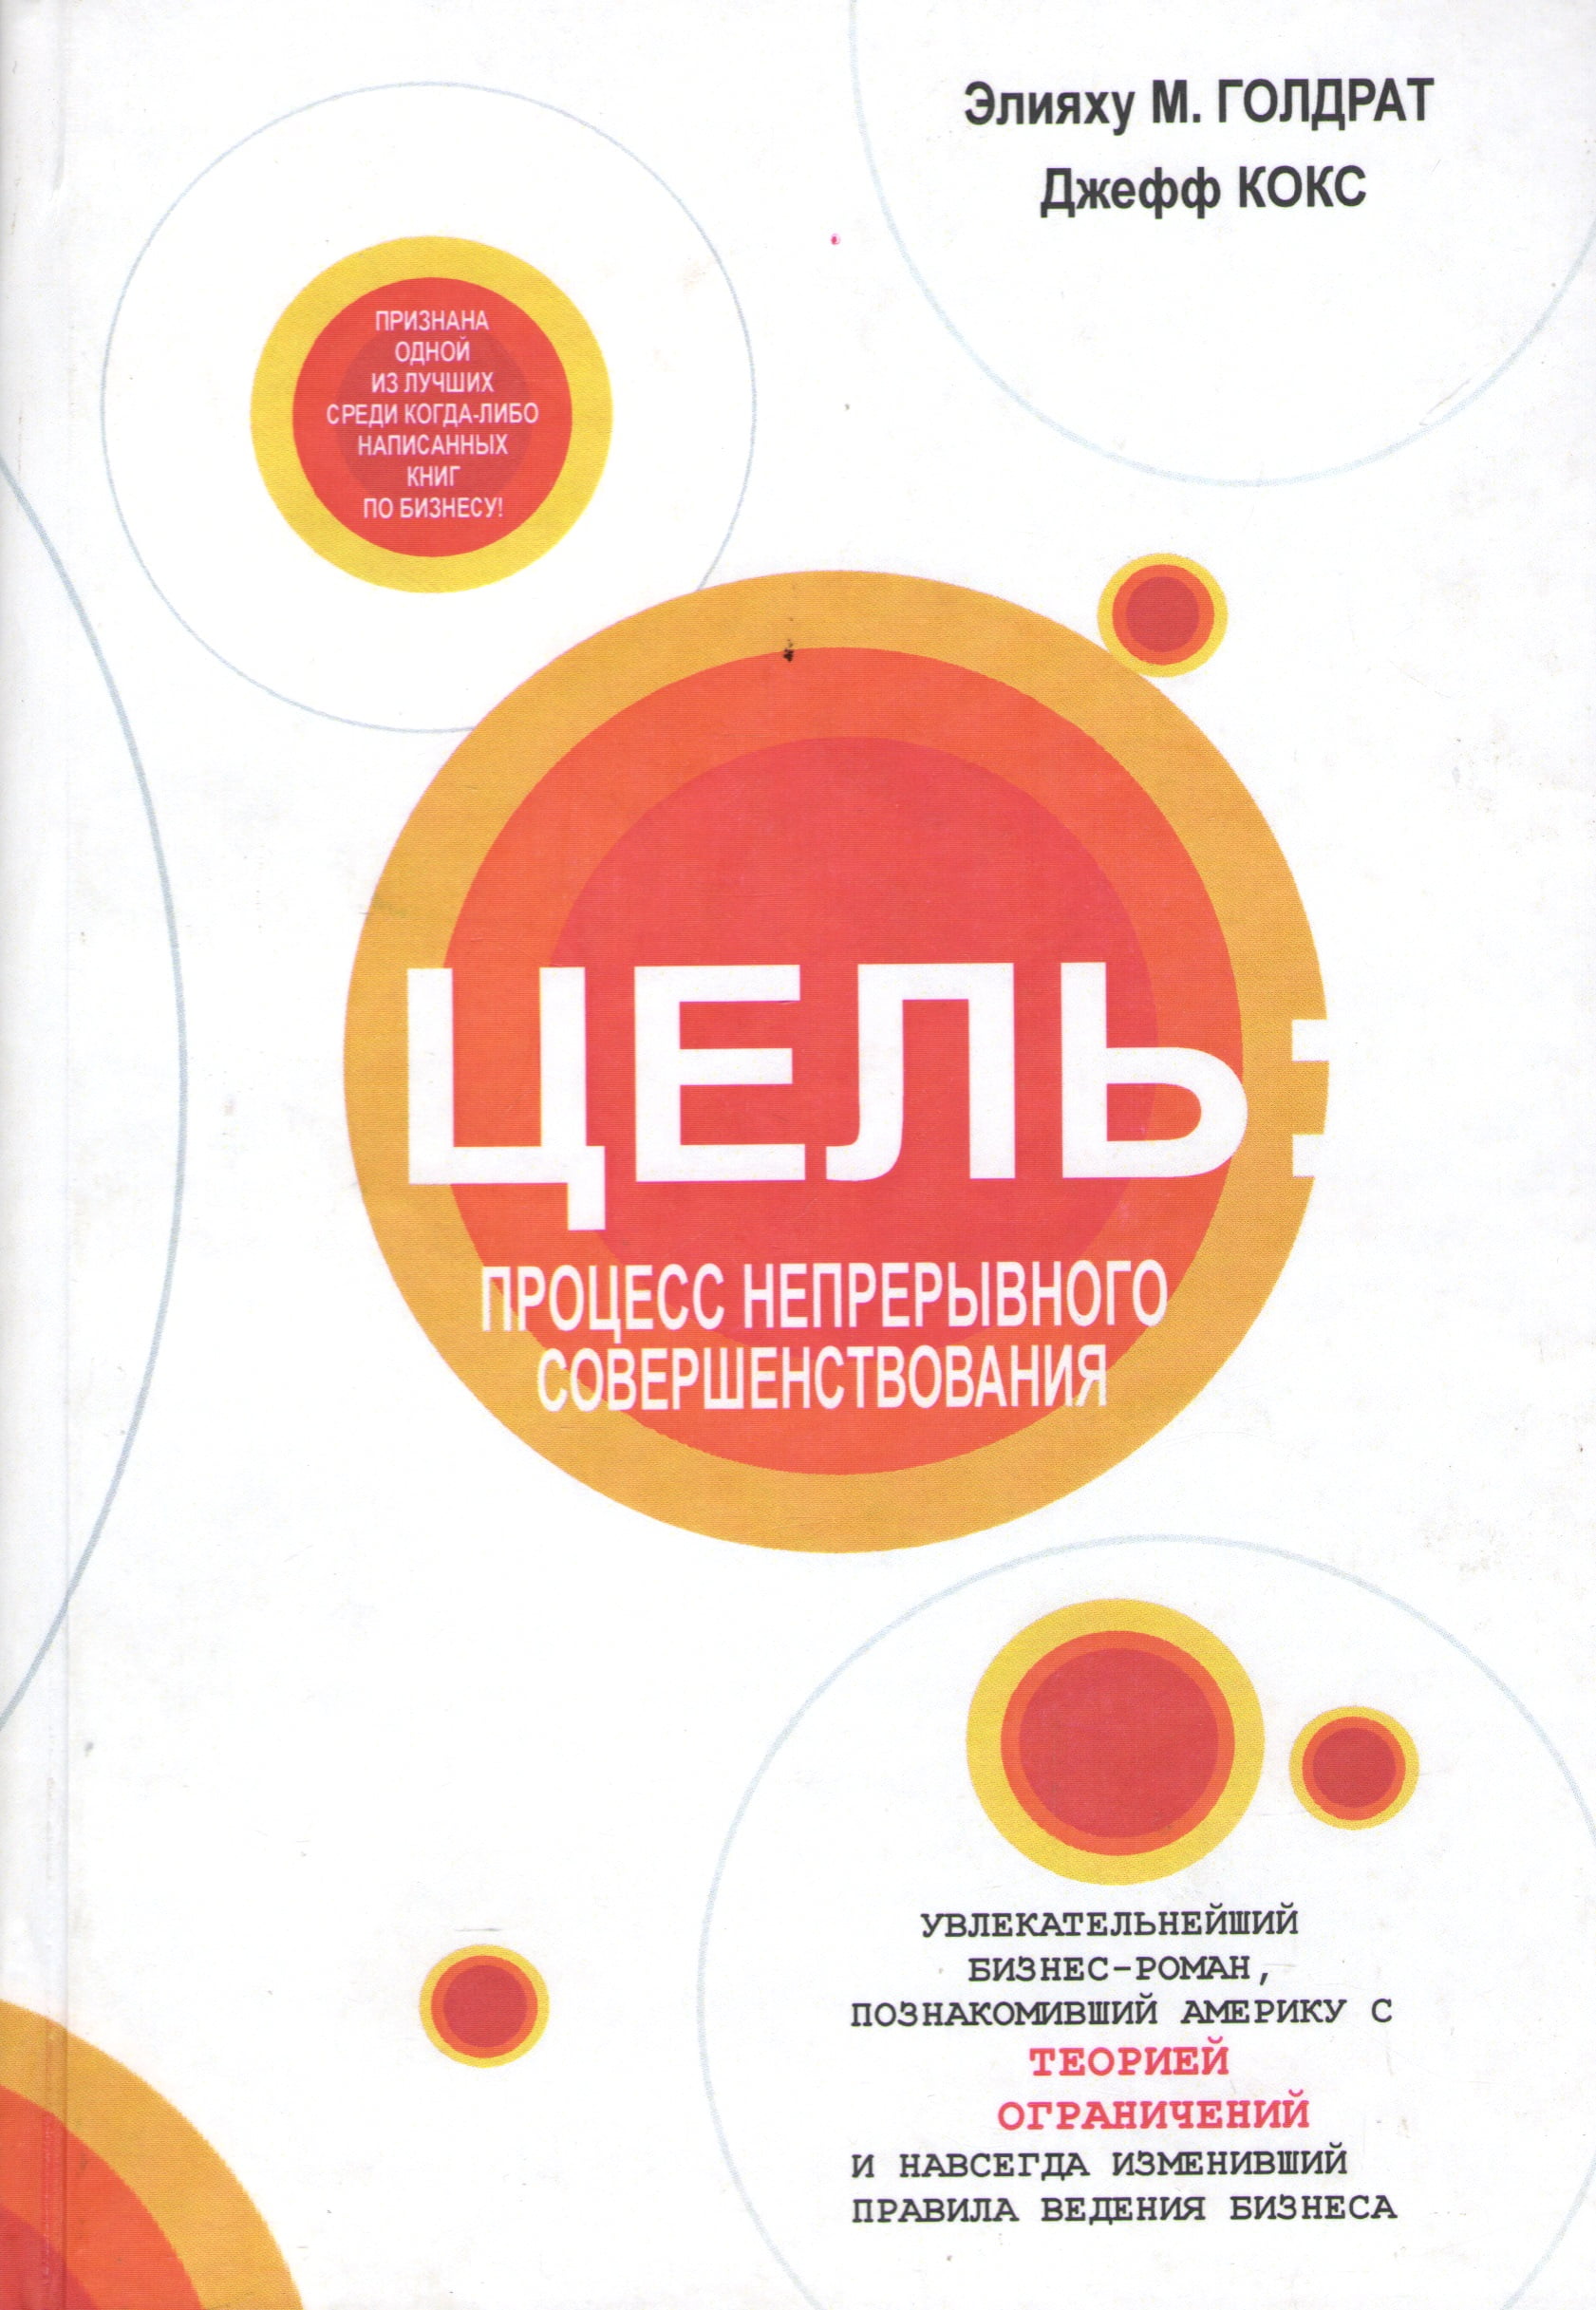 Элияху М. ГОЛДРАТ
Джефф КОКС
ПРИЗНАНА
ОДНОЙ
ИЗ ЛУЧШИХ
СРЕДИ КОГДА-ЛИБО
НАПИСАННЫХ
КНИГ
ПО БИЗНЕСУ!
ЦЕЛЬ:
ПРОЦЕСС НЕПРЕРЫВНОГО
СОВЕРШЕНСТВОВАНИЯ
УВЛЕКАТЕЛЬНЕЙШИЙ
БИЗНЕС-РОМАН,
ПОЗНАКОМИВШИЙ АМЕРИКУ С
ТЕОРИЕЙ
ОГРАНИЧЕНИЙ
И НАВСЕГДА ИЗМЕНИВШИЙ
ПРАВИЛА ВЕДЕНИЯ БИЗНЕСА